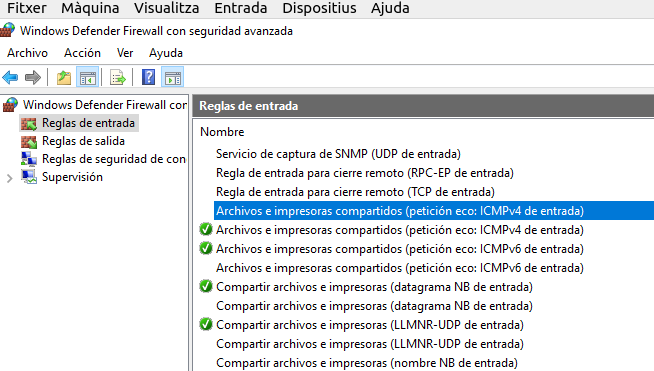 Fitxer Màquina Visualitza Entrada Dispositius Ajuda
Windows Defender Firewall con seguridad avanzada
Archivo Acción Ver Ayuda
Windows Defender Firewall con
Reglas de entrada
Reglas de salida
Reglas de seguridad de con
Supervisión
Reglas de entrada
Nombre
Servicio de captura de SNMP (UDP de entrada)
Regla de entrada para cierre remoto (RPC-EP de entrada)
Regla de entrada para cierre remoto (TCP de entrada)
Archivos e impresoras compartidos (petición eco: ICMPv4 de entrada)
Archivos e impresoras compartidos (petición eco: ICMPv4 de entrada)
Archivos e impresoras compartidos (petición eco: ICMPv6 de entrada)
Archivos e impresoras compartidos (petición eco: ICMPv6 de entrada)
Compartir archivos e impresoras (datagrama NB de entrada)
Compartir archivos e impresoras (datagrama NB de entrada)
Compartir archivos e impresoras (LLMNR-UDP de entrada)
Compartir archivos e impresoras (LLMNR-UDP de entrada)
Compartir archivos e impresoras (nombre NB de entrada)